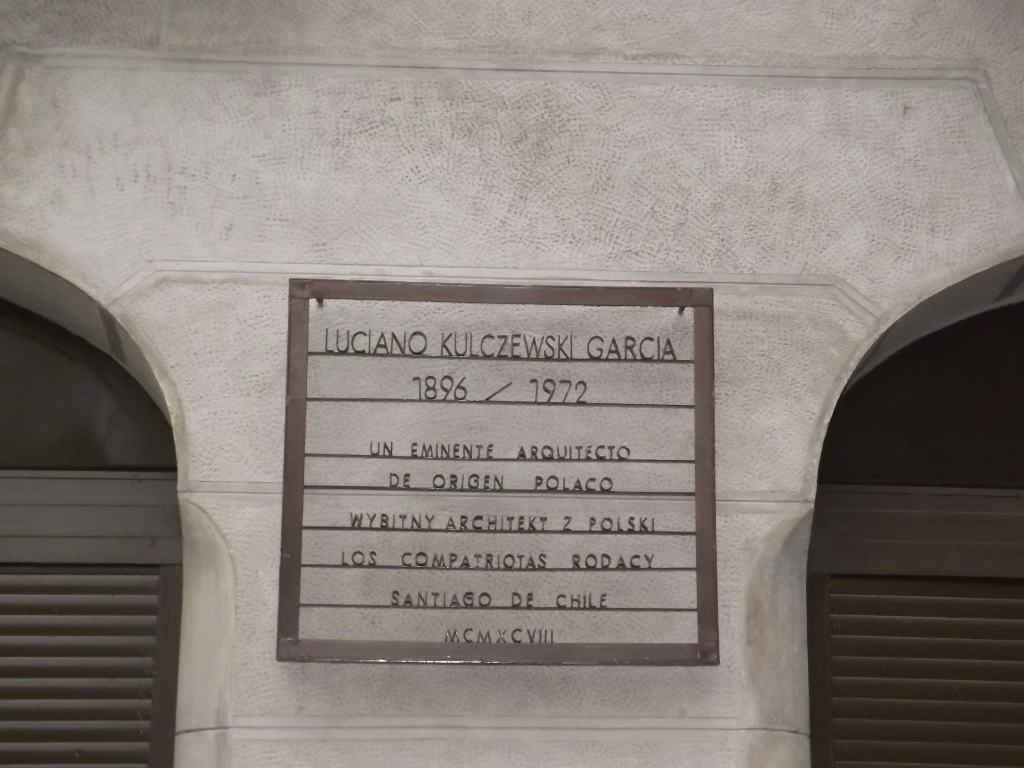 LUCIANO KULCZEWSKI GARCIA
1896 / 1972
UN EMINENTE ARQUITECTO
DE ORIGEN POLACO
WYBITNY ARCHITEKT Z POLSKI
LOS COMPATRIOTAS RODACY
SANTIAGO DE CHILE
MCMXCVIII